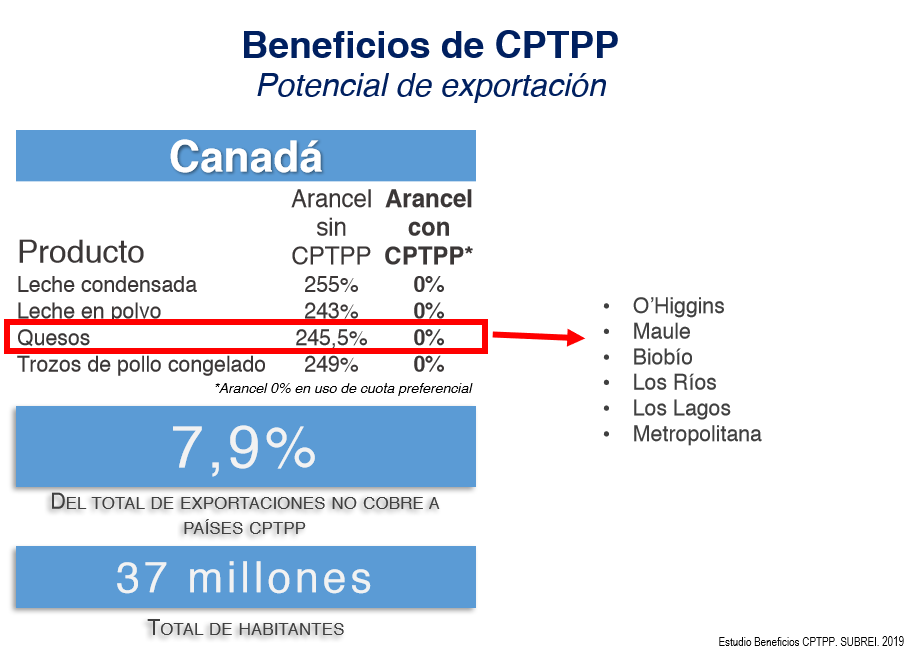 Beneficios de CPTPP
Potencial de exportación
Canadá
Producto
Arancel
sin
CPTPP
Arancel
con
CPTPP*
Leche condensada 255% 0%
Leche en polvo 243% 0%
Quesos 245,5% 0%
Trozos de pollo congelado 249% 0%
*Arancel 0% en uso de cuota preferencial
• O’Higgins
• Maule
• Biobío
• Los Ríos
• Los Lagos
• Metropolitana
7,9%
DEL TOTAL DE EXPORTACIONES NO COBRE A
PAÍSES CPTPP
37 millones
TOTAL DE HABITANTES
Estudio Beneficios CPTPP. SUBREI. 2019